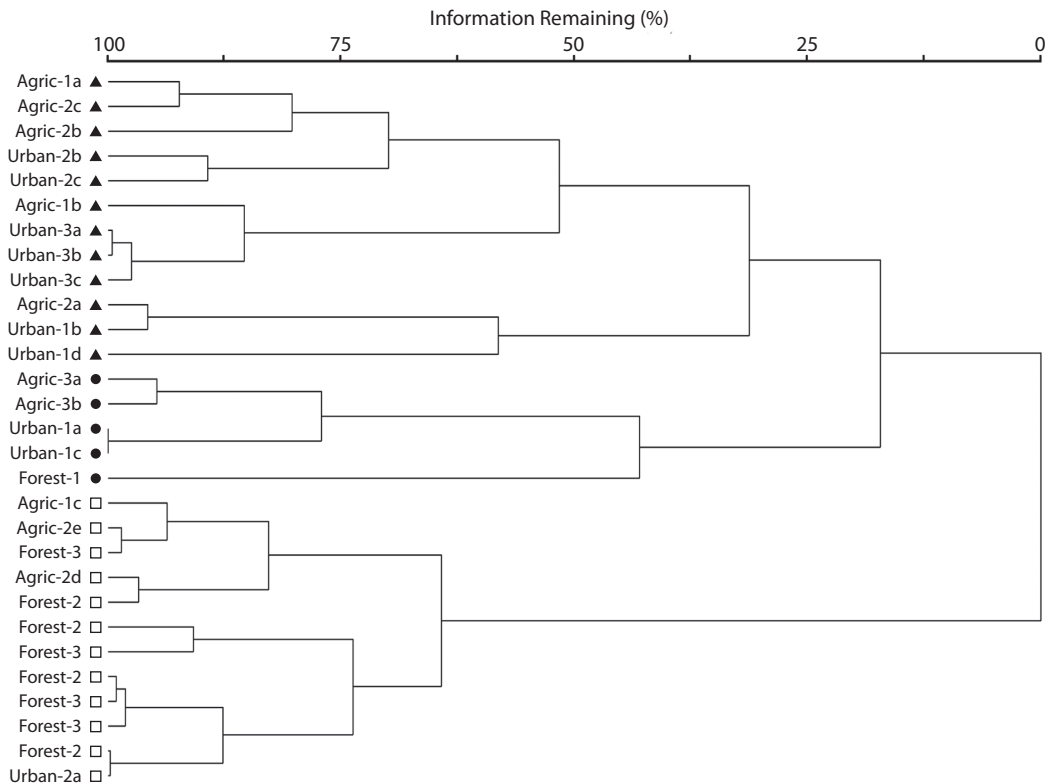 Information Remaining (%)
100 75 50 25 0
Agric-1a
Agric-2c
Agric-2b
Urban-2b
Urban-2c
Agric-1b
Urban-3a
Urban-3b
Urban-3c
Agric-2a
Urban-1b
Urban-1d
Agric-3a
Agric-3b
Urban-1a
Urban-1c
Forest-1
Agric-1c
Agric-2e
Forest-3
Agric-2d
Forest-2
Forest-2
Forest-3
Forest-2
Forest-3
Forest-3
Forest-2
Urban-2a